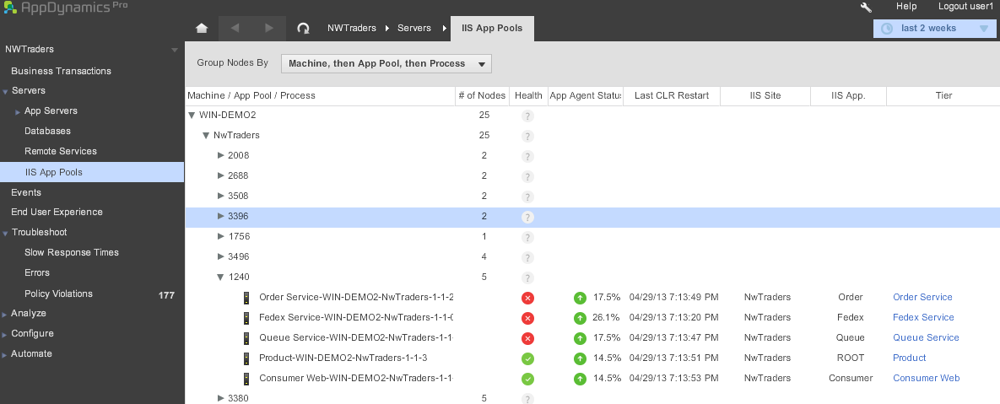 AppDynamics Pro
Help Logout user1
NWTraders Servers IIS App Pools
last 2 weeks
NWTraders
Business Transactions
Servers
App Servers
Databases
Remote Services
IIS App Pools
Events
End User Experience
Troubleshoot
Slow Response Times
Errors
Policy Violations 177
Analyze
Configure
Automate
Group Nodes By Machine, then App Pool, then Process
Machine / App Pool / Process # of Nodes Health App Agent Status Last CLR Restart IIS Site IIS App. Tier
WIN-DEMO2 25 ?
NwTraders 25 ?
2008 2 ?
2688 2 ?
3508 2 ?
3396 2 ?
1756 1 ?
3496 4 ?
1240 5 ?
Order Service-WIN-DEMO2-NwTraders-1-1-2 17.5% 04/29/13 7:13:49 PM NwTraders Order Order Service
Fedex Service-WIN-DEMO2-NwTraders-1-1-0 26.1% 04/29/13 7:13:20 PM NwTraders Fedex Fedex Service
Queue Service-WIN-DEMO2-NwTraders-1-1- 17.5% 04/29/13 7:13:47 PM NwTraders Queue Queue Service
Product-WIN-DEMO2-NwTraders-1-1-3 14.5% 04/29/13 7:13:51 PM NwTraders ROOT Product
Consumer Web-WIN-DEMO2-NwTraders-1-1- 14.5% 04/29/13 7:13:53 PM NwTraders Consumer Consumer Web
3380 5 ?